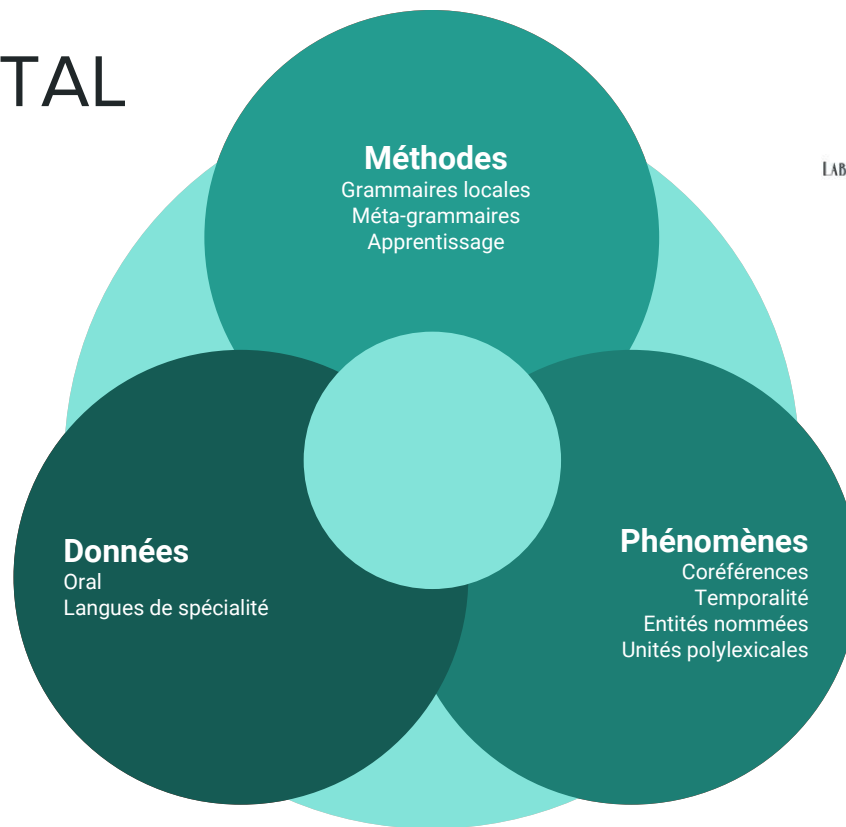 TAL
Méthodes
Grammaires locales
Méta-grammaires
Apprentissage
LAB
Données
Oral
Langues de spécialité
Phénomènes
Coréférences
Temporalité
Entités nommées
Unités polylexicales